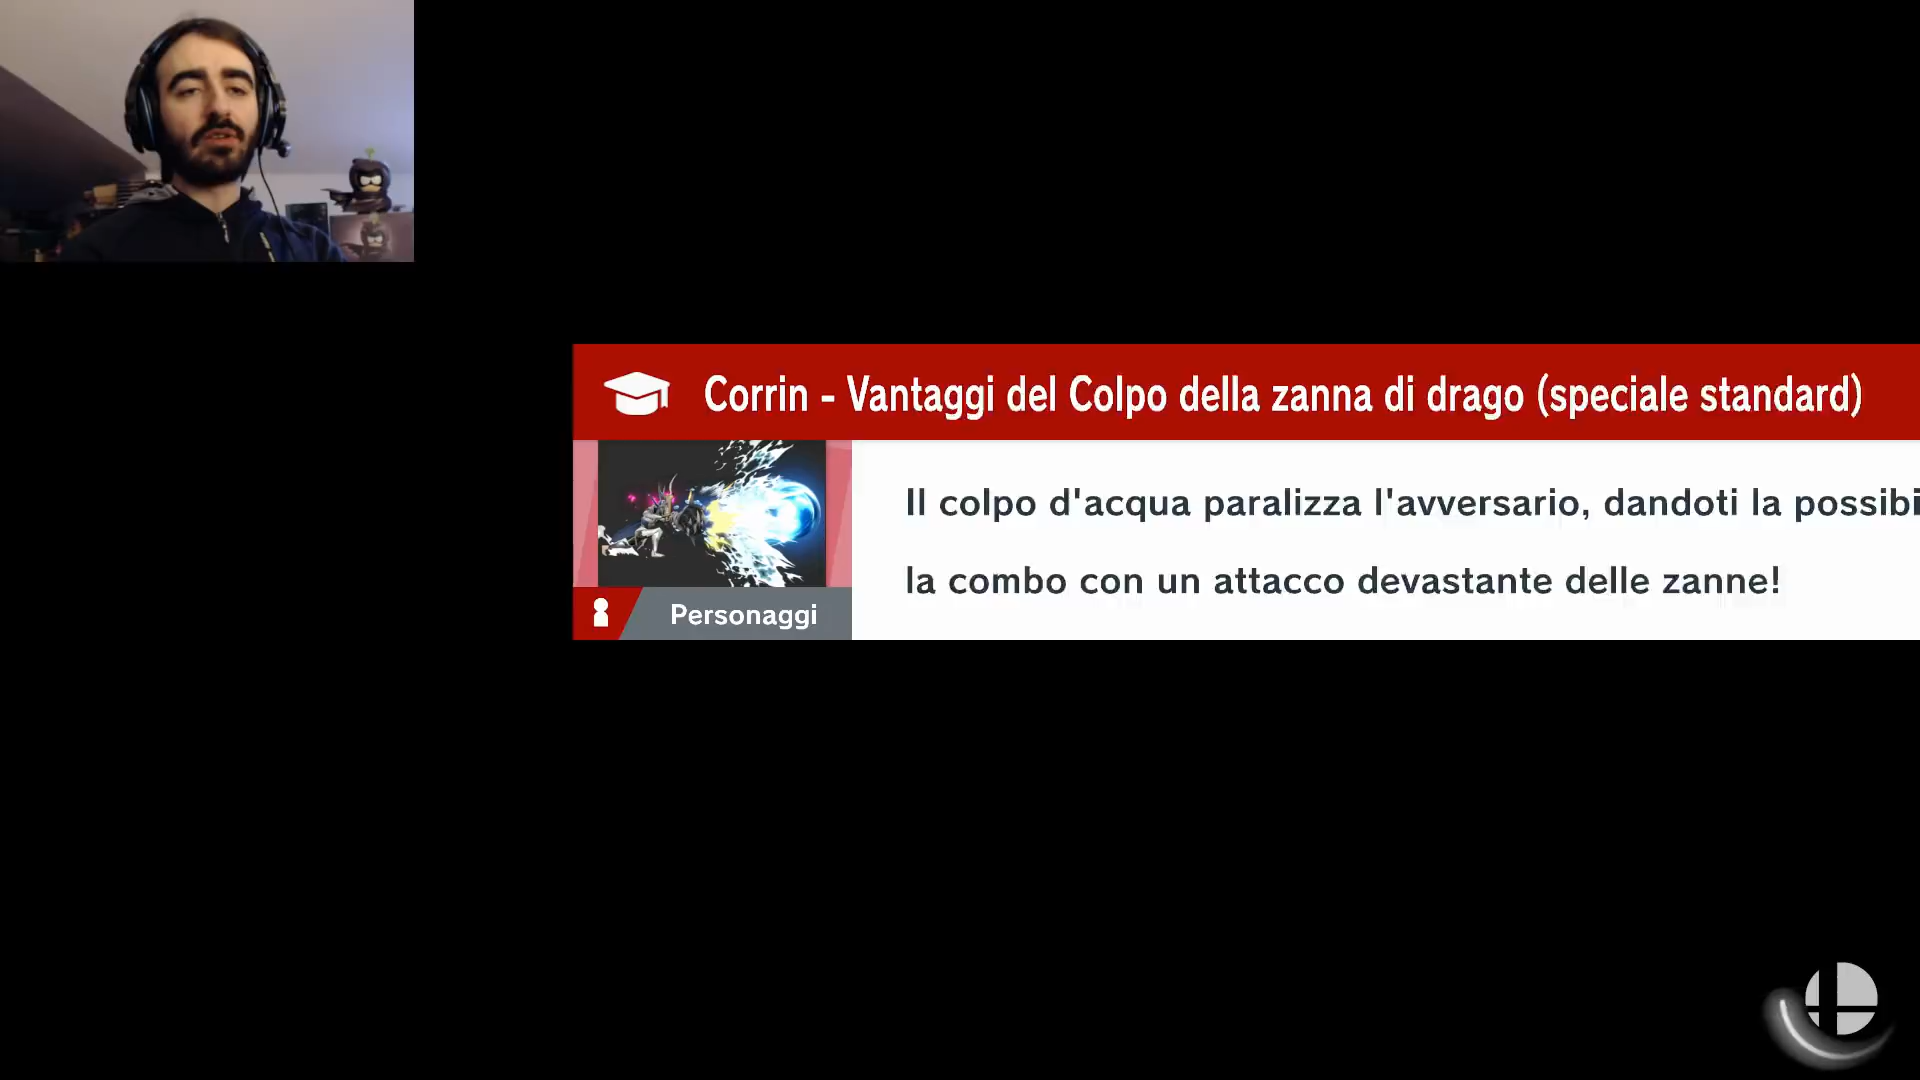 Corrin - Vantaggi del Colpo della zanna di drago (speciale standard)
Il colpo d'acqua paralizza l'avversario, dandoti la possibi
la combo con un attacco devastante delle zanne!
Personaggi